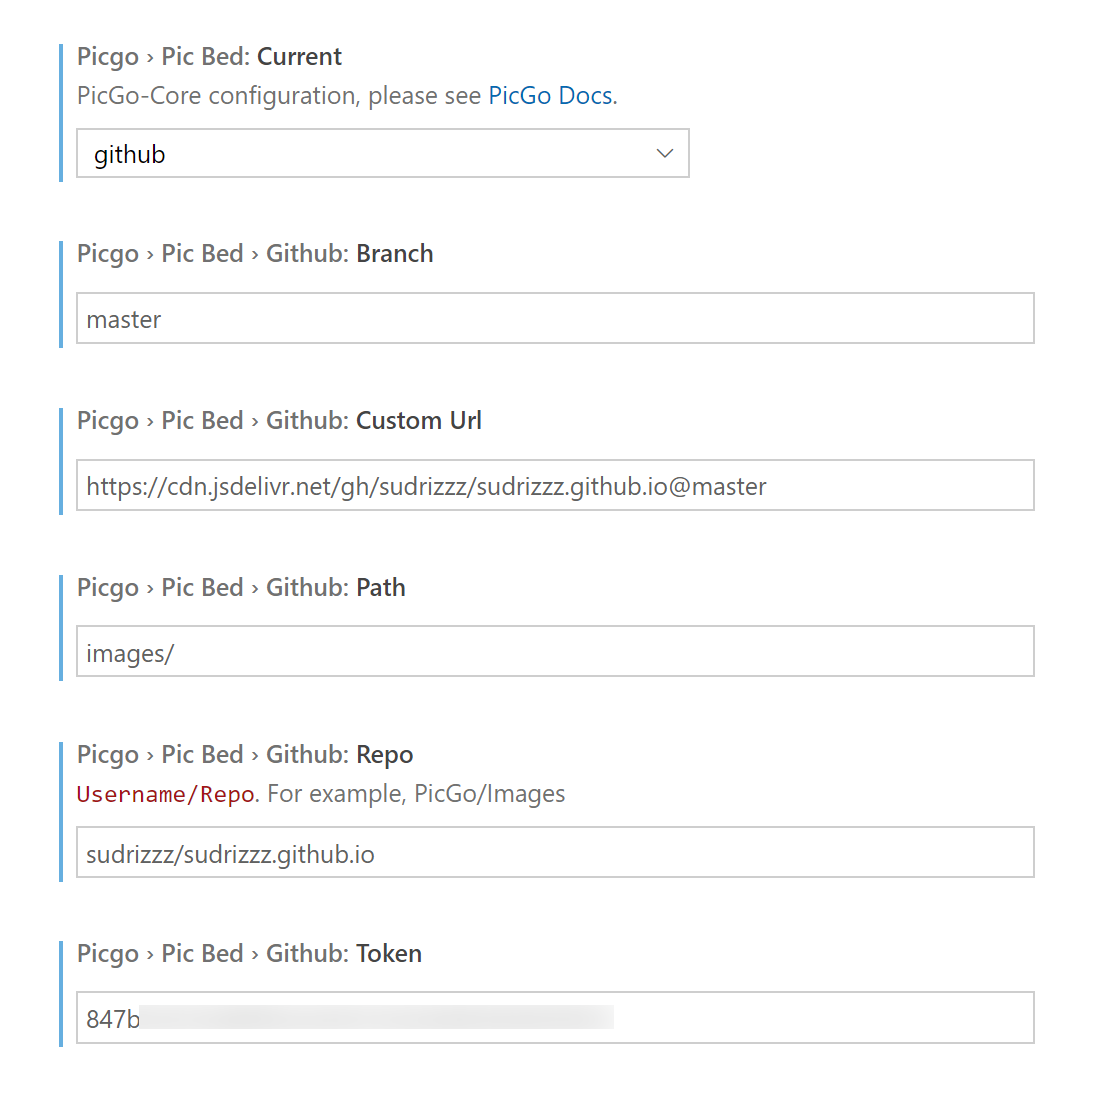 Picgo › Pic Bed: Current
PicGo-Core configuration, please see PicGo Docs.
github
Picgo › Pic Bed › Github: Branch
master
Picgo › Pic Bed › Github: Custom Url
https://cdn.jsdelivr.net/gh/sudrizzz/sudrizzz.github.io@master
Picgo › Pic Bed › Github: Path
images/
Picgo › Pic Bed › Github: Repo
Username/Repo. For example, PicGo/Images
sudrizzz/sudrizzz.github.io
Picgo › Pic Bed › Github: Token
847b